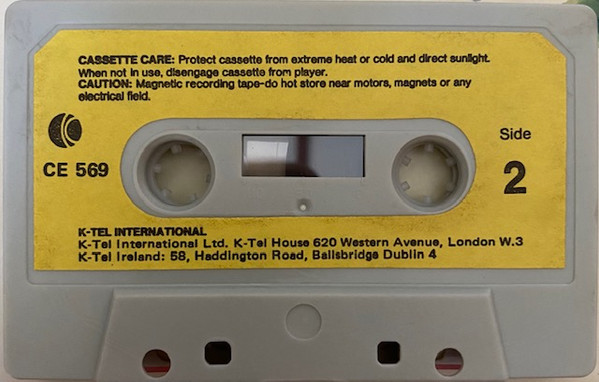 CASSETTE CARE: Protect cassette from extreme heat or cold and direct sunlight.
When not in use, disengage cassette from player.
CAUTION: Magnetic recording tape-do hot store near motors, magnets or any
electrical field.
CE 569
Side
2
K-TEL INTERNATIONAL
K-Tel International Ltd. K-Tel House 620 Western Avenue, London W.3
K-Tel Ireland: 58, Haddington Road, Ballsbridge Dublin 4